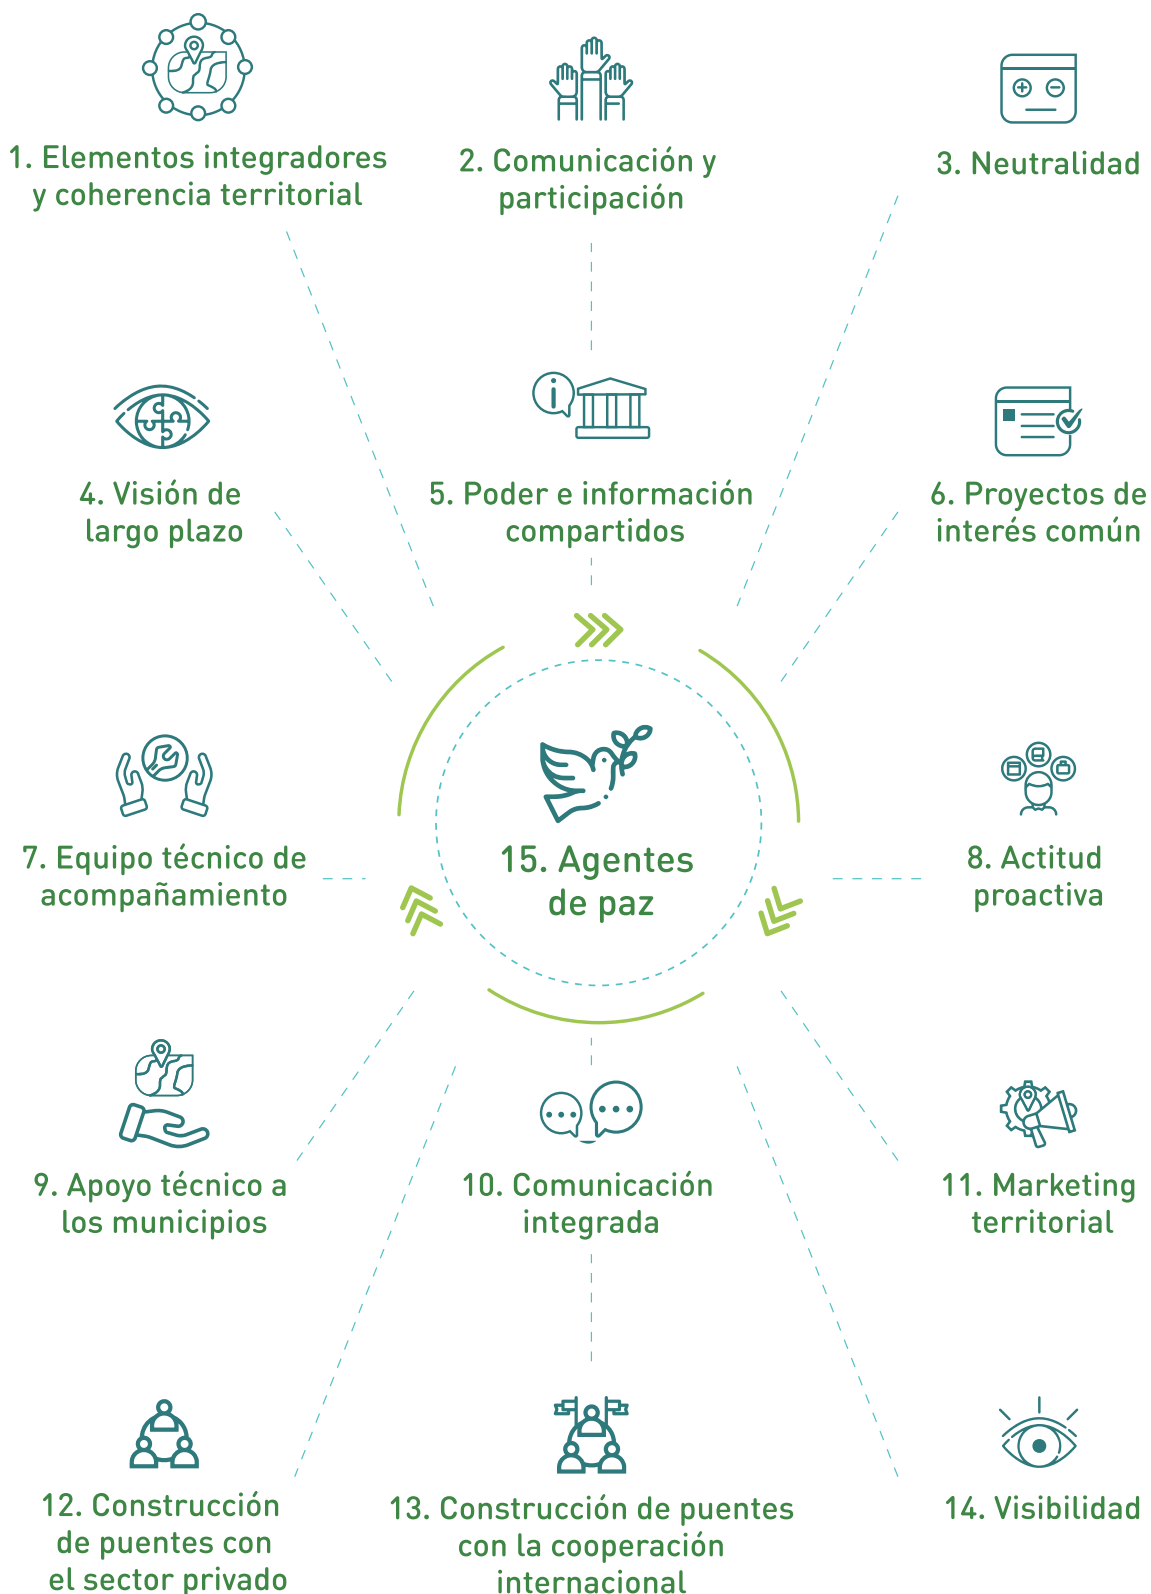 1. Elementos integradores
y coherencia territorial
2. Comunicación y
participación
3. Neutralidad
4. Visión de
largo plazo
5. Poder e información
compartidos
6. Proyectos de
interés común
7. Equipo técnico de
acompañamiento
15. Agentes
de paz
8. Actitud
proactiva
9. Apoyo técnico a
los municipios
10. Comunicación
integrada
11. Marketing
territorial
12. Construcción
de puentes con
el sector privado
13. Construcción de puentes
con la cooperación
internacional
14. Visibilidad